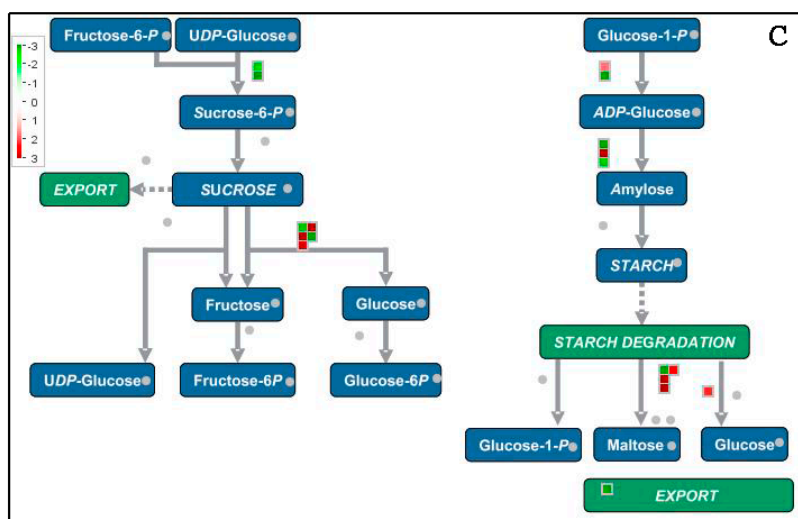 Fructose-6-P UDP-Glucose Glucose-1-P C
-3
-2
-1
0
1
2
3
Sucrose-6-P ADP-Glucose
EXPORT SUCROSE Amylose
STARCH
Fructose Glucose
STARCH DEGRADATION
UDP-Glucose Fructose-6P Glucose-6P
Glucose-1-P Maltose Glucose
EXPORT